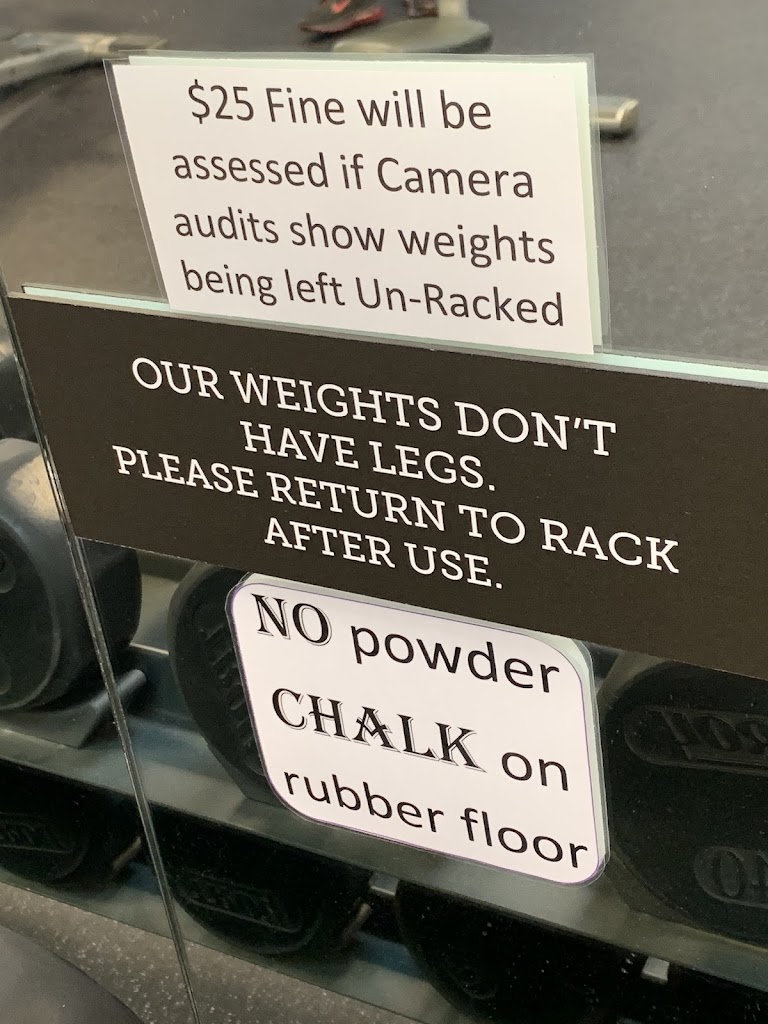 $25 Fine will be
assessed if Camera
audits show weights
being left Un-Racked
OUR WEIGHTS DON'T
HAVE LEGS.
PLEASE RETURN TO RACK
AFTER USE.
NO powder
CHALK on
rubber floor